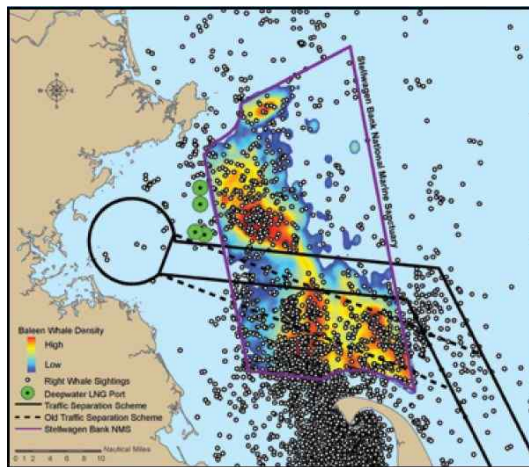 Stellwagen Bank National Marine Sanctuary
Baleen Whale Density
High
Low
Right Whale Sightings
Deepwater LNG Port
Traffic Separation Scheme
Old Traffic Separation Scheme
Stellwagen Bank NMS
Nautical Miles
0 1 2 4 6 8 10